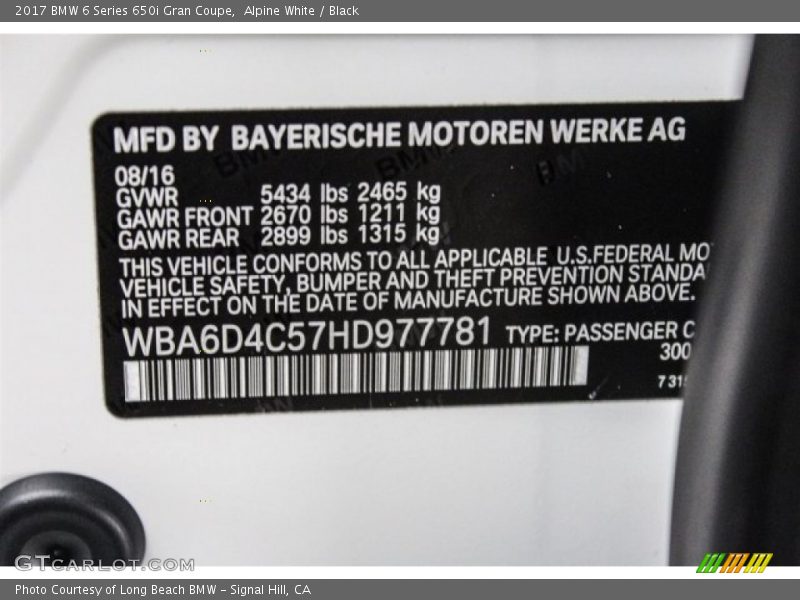 2017 BMW 6 Series 650i Gran Coupe, Alpine White / Black
MFD BY BAYERISCHE MOTOREN WERKE AG
08/16
GVWR 5434 lbs 2465 kg
GAWR FRONT 2670 lbs 1211 kg
GAWR REAR 2899 lbs 1315 kg
THIS VEHICLE CONFORMS TO ALL APPLICABLE U.S.FEDERAL MO
VEHICLE SAFETY, BUMPER AND THEFT PREVENTION STANDA
IN EFFECT ON THE DATE OF MANUFACTURE SHOWN ABOVE.
WBA6D4C57HD977781 TYPE: PASSENGER C
300
7 315
GTCARLOT.COM
Photo Courtesy of Long Beach BMW – Signal Hill, CA